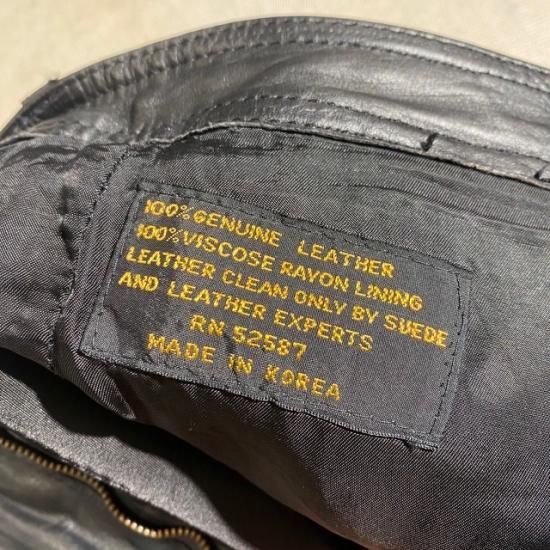 100% GENUINE LEATHER
100% VISCOSE RAYON LINING
LEATHER CLEAN ONLY BY SUEDE
AND LEATHER EXPERTS
RN 52587
MADE IN KOREA